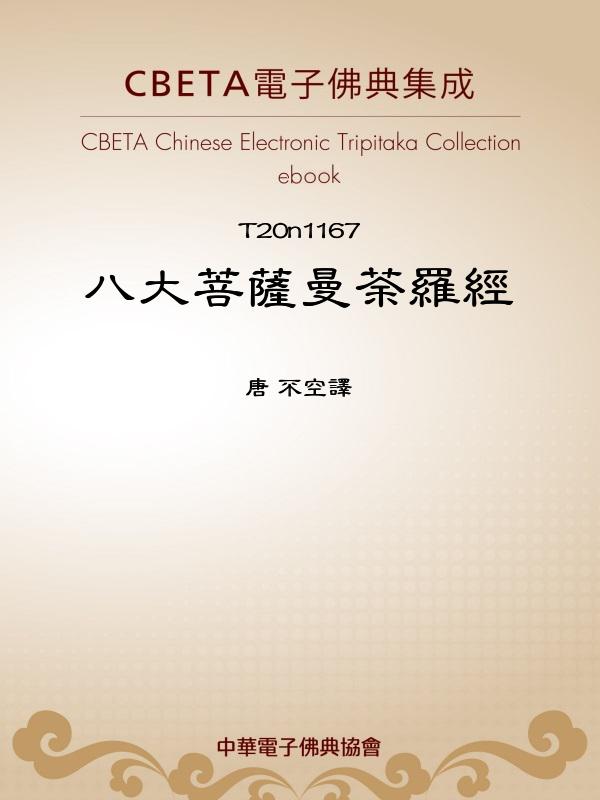 CBETA電子佛典集成
CBETA Chinese Electronic Tripitaka Collection
ebook
T20n1167
八大菩薩曼荼羅經
唐 不空譯
中華電子佛典協會